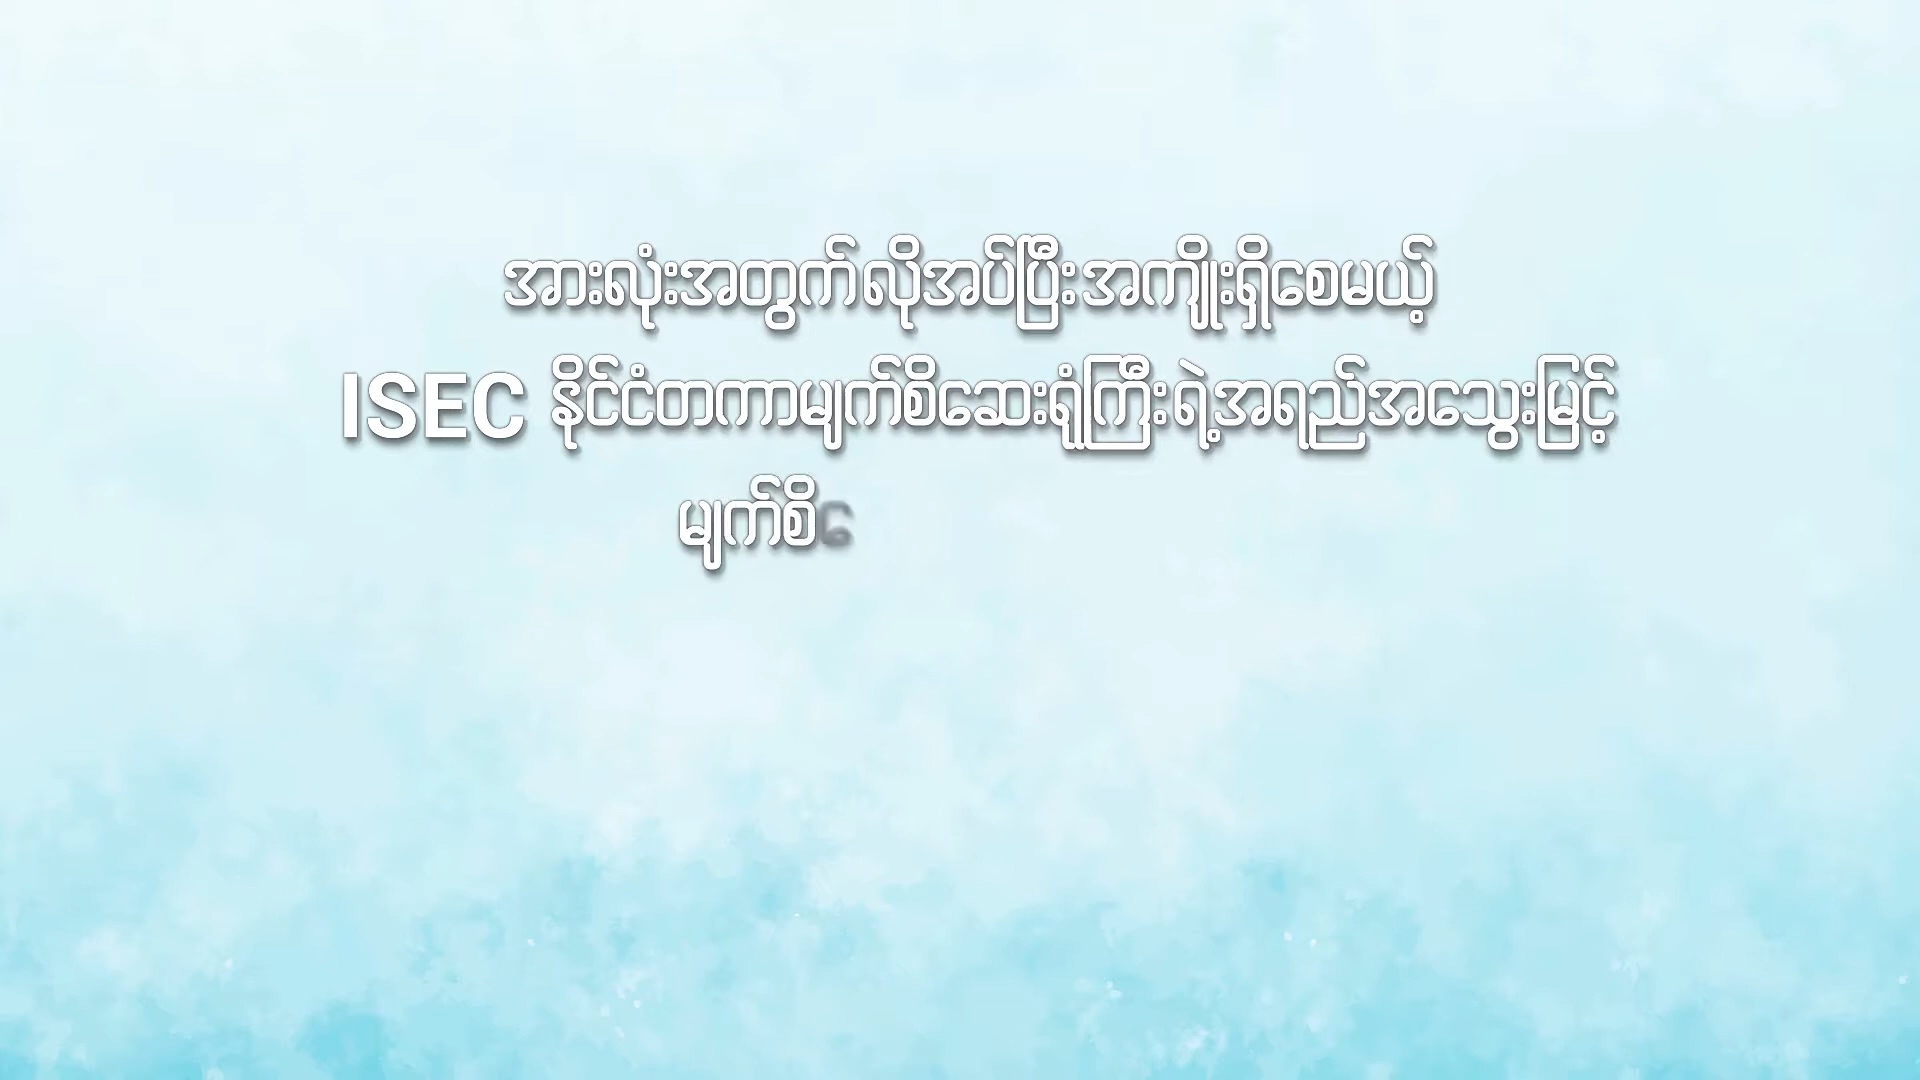 အားလုံးအတွက်လိုအပ်ပြီးအကျိုးရှိစေမယ့်
ISEC နိုင်ငံတကာမျက်စိဆေးရုံကြီးရဲ့အရည်အသွေးမြင့်
မျက်စိ